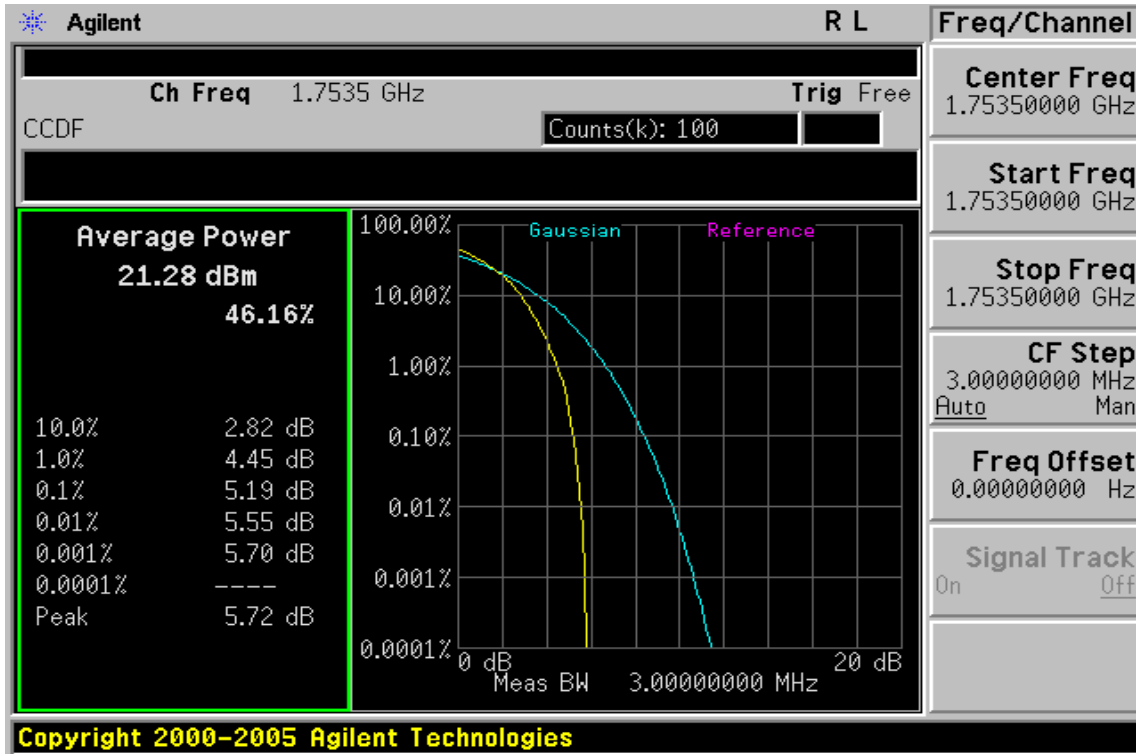 Agilent R L
Ch Freq 1.7535 GHz Trig Free
CCDF Counts(k): 100
Average Power
21.28 dBm
46.16%
10.0% 2.82 dB
1.0% 4.45 dB
0.1% 5.19 dB
0.01% 5.55 dB
0.001% 5.70 dB
0.0001% ----
Peak 5.72 dB
Gaussian Reference
100.00%
10.00%
1.00%
0.10%
0.01%
0.001%
0.0001%
0 dB 20 dB
Meas BW 3.00000000 MHz
Freq/Channel
Center Freq
1.75350000 GHz
Start Freq
1.75350000 GHz
Stop Freq
1.75350000 GHz
CF Step
3.00000000 MHz
Auto Man
Freq Offset
0.00000000 Hz
Signal Track
On Off
Copyright 2000-2005 Agilent Technologies